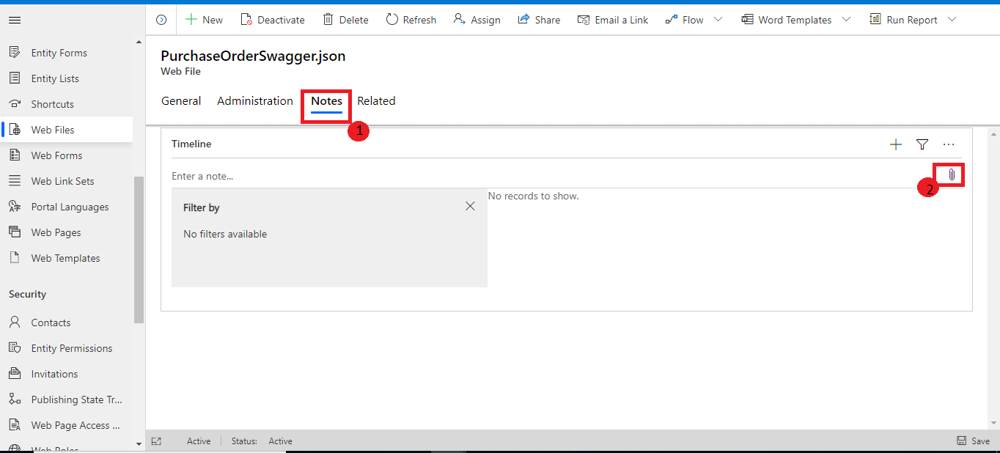 New Deactivate Delete Refresh Assign Share Email a Link Flow Word Templates Run Report
Entity Forms
Entity Lists
Shortcuts
Web Files
Web Forms
Web Link Sets
Portal Languages
Web Pages
Web Templates
Security
Contacts
Entity Permissions
Invitations
Publishing State Tr...
Web Page Access ...
Web Roles
PurchaseOrderSwagger.json
Web File
General Administration Notes Related
1
Timeline
Enter a note...
2
Filter by
No filters available
No records to show.
Active Status: Active Save